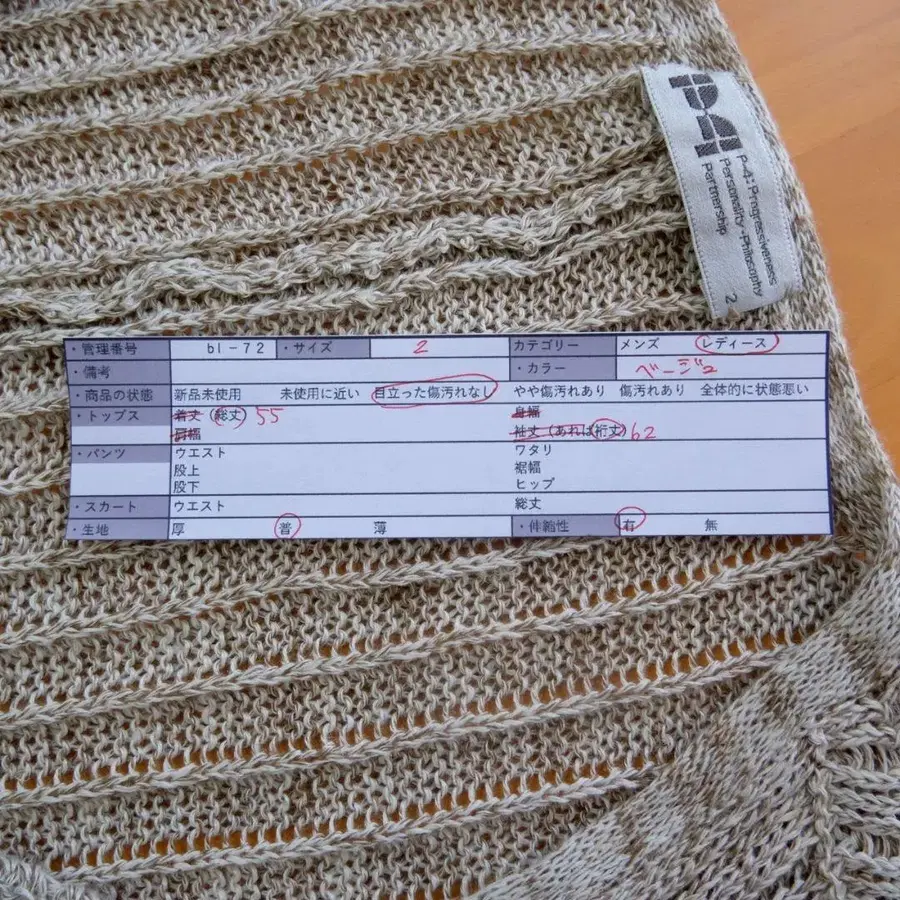 P-4
P-4:Progressiveness
Personality・Philosophy
Partnership
2
・管理番号 bl-72 ・サイズ 2 カテゴリー メンズ レディース
・備考 ・カラー ベージュ
・商品の状態 新品未使用 未使用に近い 目立った傷汚れなし やや傷汚れあり 傷汚れあり 全体的に状態悪い
・トップス 着丈 (総丈) 55 身幅
肩幅 袖丈 (あれば裄丈) 62
・パンツ ウエスト ワタリ
股上 裾幅
股下 ヒップ
・スカート ウエスト 総丈
・生地 厚 普 薄 ・伸縮性 有 無